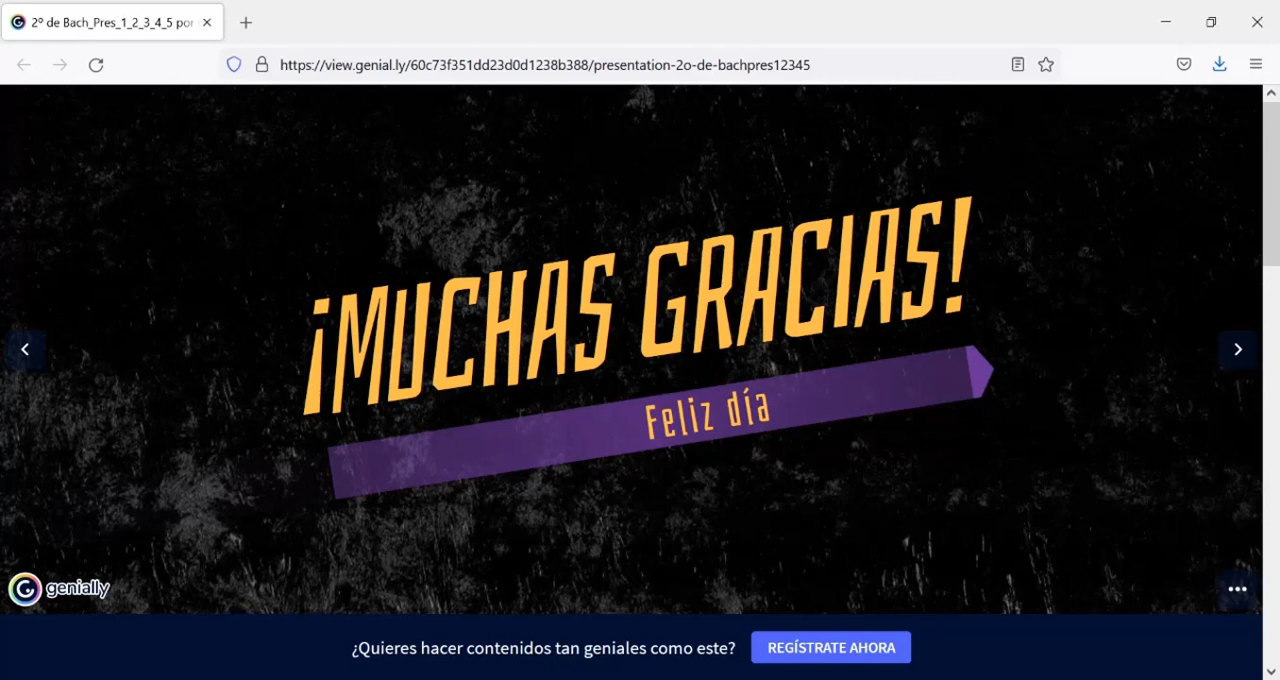 2º de Bach_Pres_1_2_3_4_5 por
https://view.genial.ly/60c73f351dd23d0d1238b388/presentation-2o-de-bachpres12345
¡MUCHAS GRACIAS!
Feliz día
genially
¿Quieres hacer contenidos tan geniales como este?
REGÍSTRATE AHORA